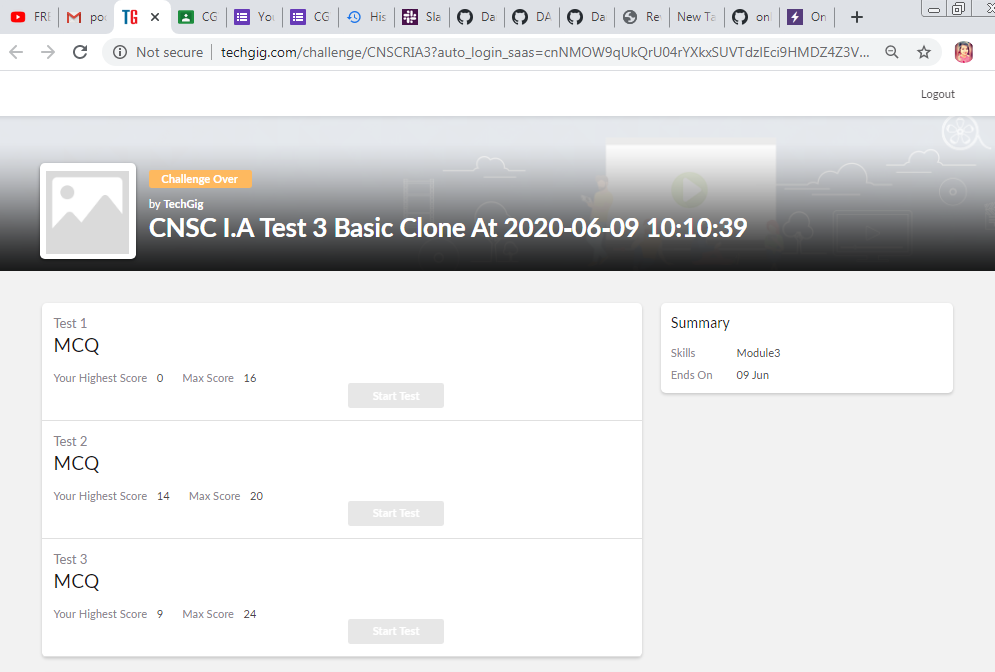 FRE
por
TG
CG
You
CG
His
Sla
Da
DA
Da
Re
New Ta
on
On
Not secure
techgig.com/challenge/CNSCRIA3?auto_login_saas=cnNMOW9qUkQrU04rYXkxSUVTdzlEci9HMDZ4Z3V...
Logout
Challenge Over
by TechGig
CNSC I.A Test 3 Basic Clone At 2020-06-09 10:10:39
Test 1
MCQ
Your Highest Score 0 Max Score 16
Start Test
Test 2
MCQ
Your Highest Score 14 Max Score 20
Start Test
Test 3
MCQ
Your Highest Score 9 Max Score 24
Start Test
Summary
Skills Module3
Ends On 09 Jun